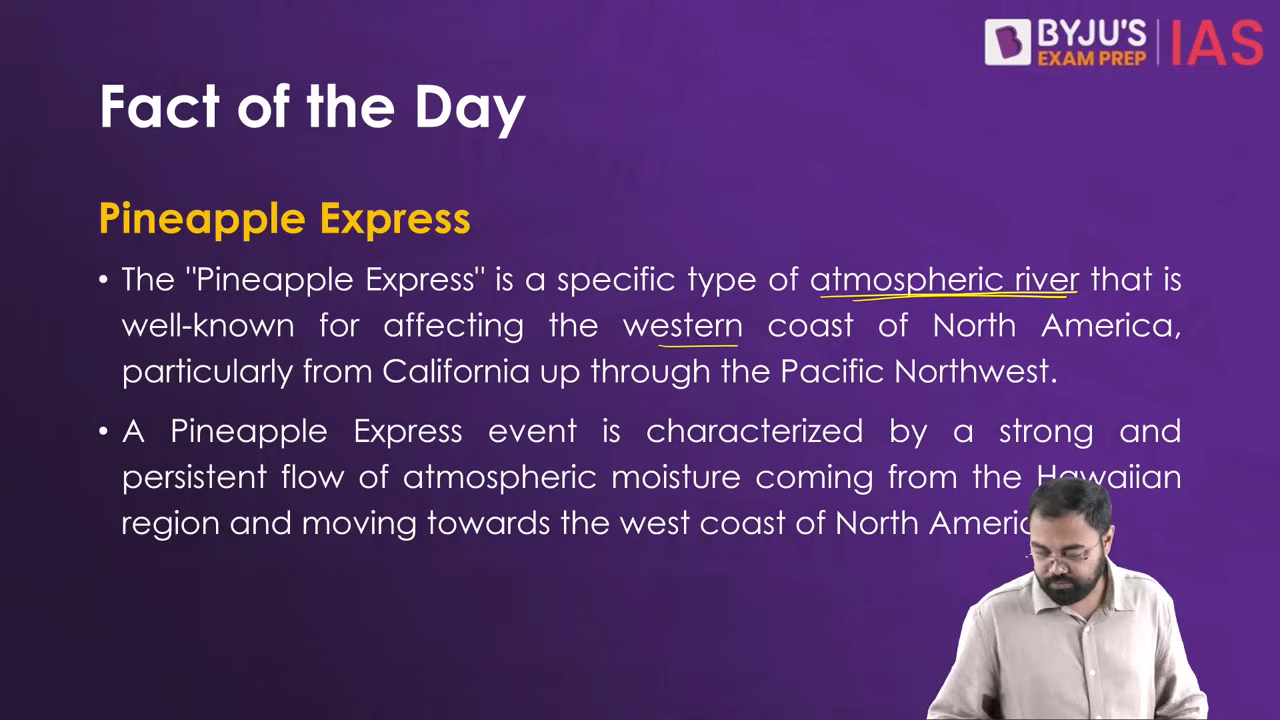 BYJU'S
EXAM PREP
IAS
Fact of the Day
Pineapple Express
• The "Pineapple Express" is a specific type of atmospheric river that is
well-known for affecting the western coast of North America,
particularly from California up through the Pacific Northwest.
• A Pineapple Express event is characterized by a strong and
persistent flow of atmospheric moisture coming from the Hawaiian
region and moving towards the west coast of North